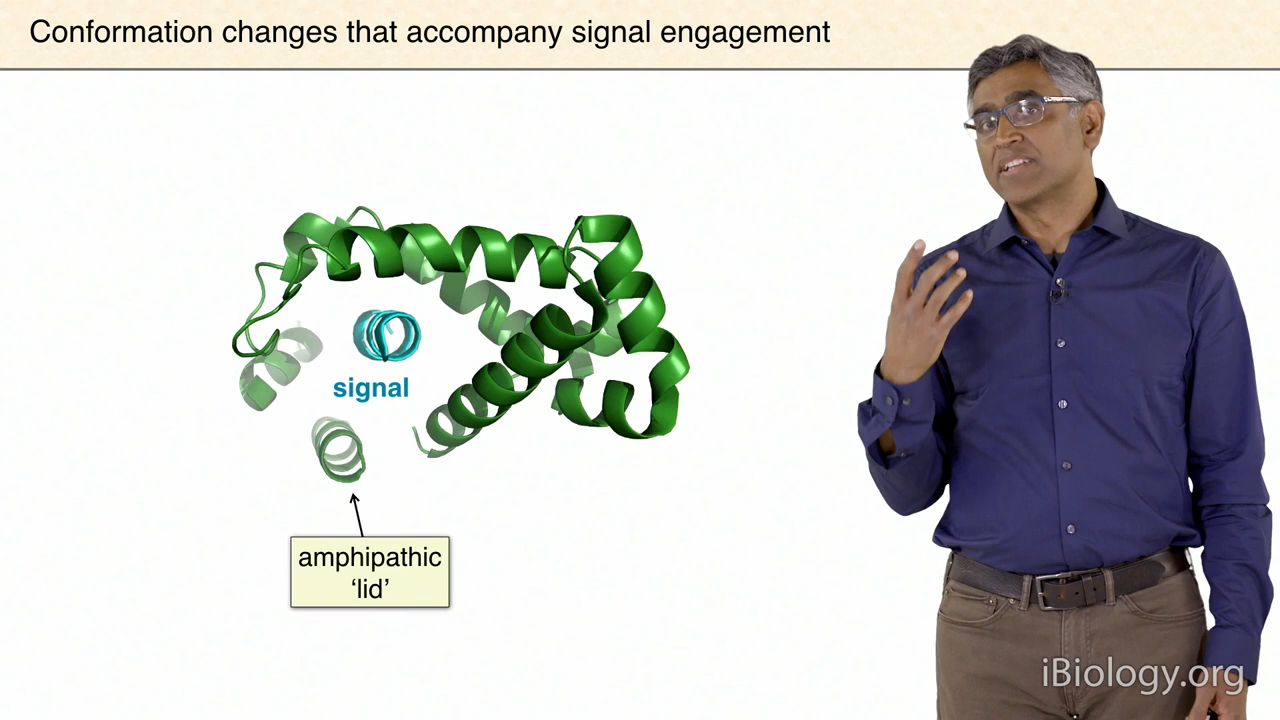 Conformation changes that accompany signal engagement
signal
amphipathic
‘lid’
iBiology.org